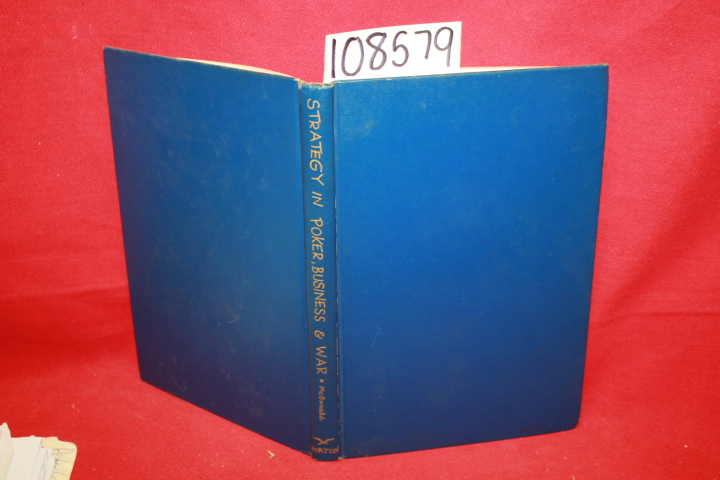 108579
STRATEGY IN POKER, BUSINESS & WAR • McDonald
NORTON